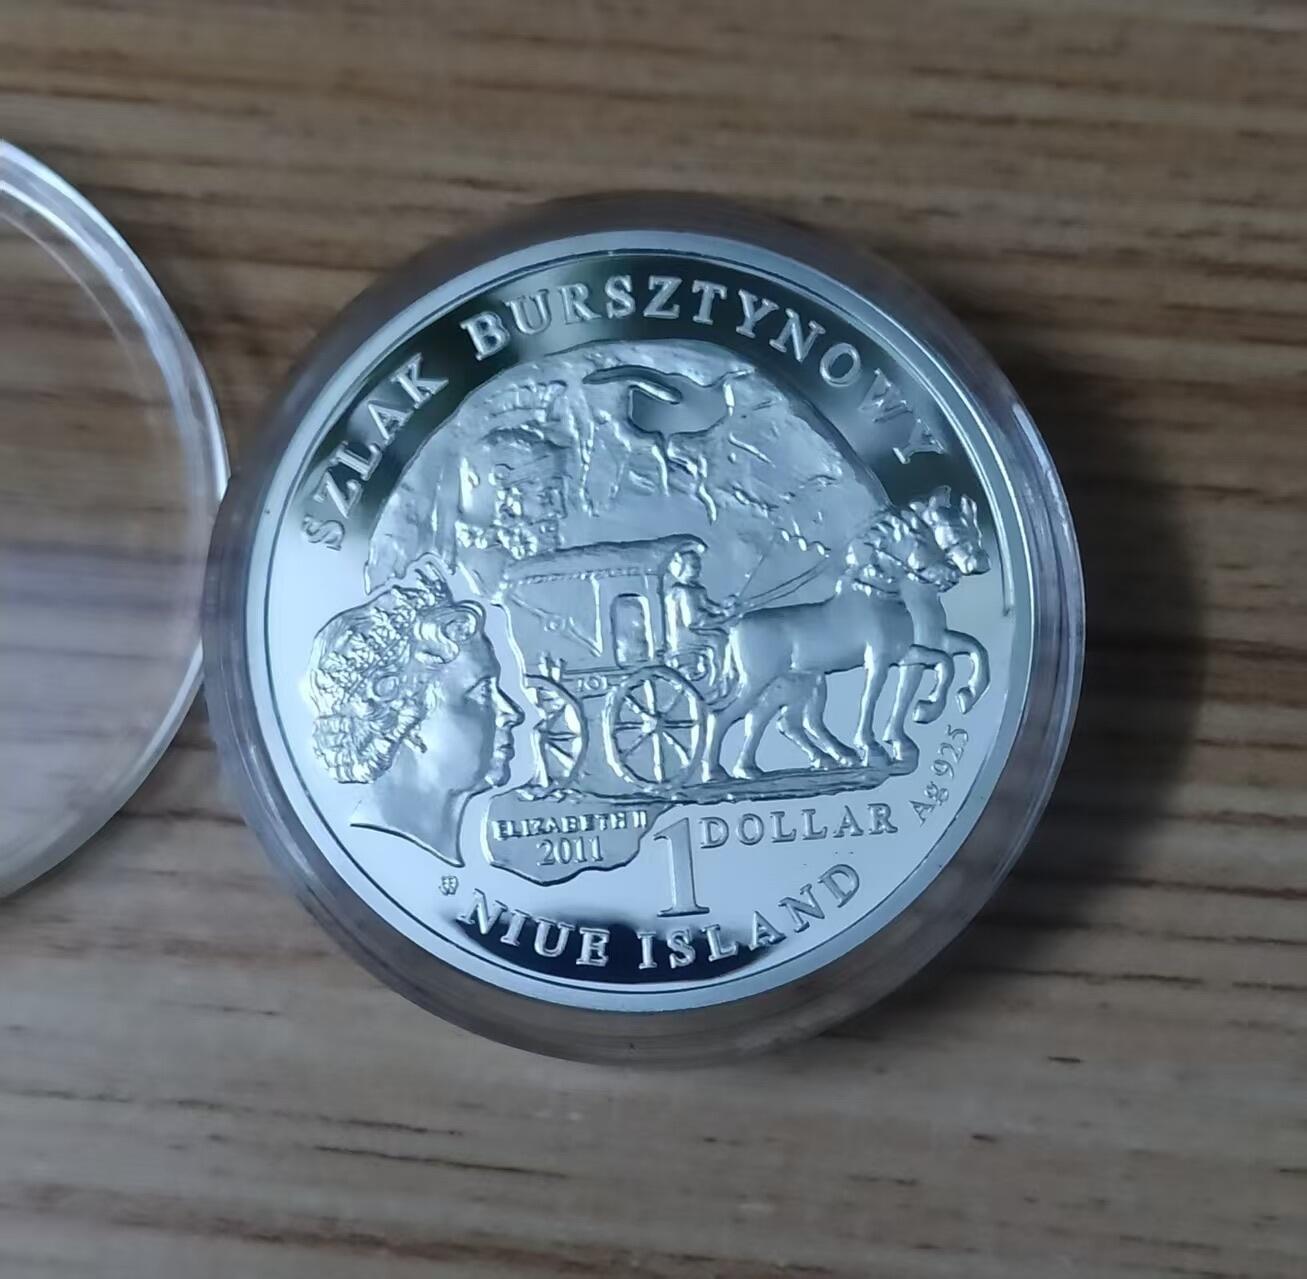 SZLAK BURSZTYNOWY
ELIZABETH II
2011
1 DOLLAR
Ag 925
NIUE ISLAND